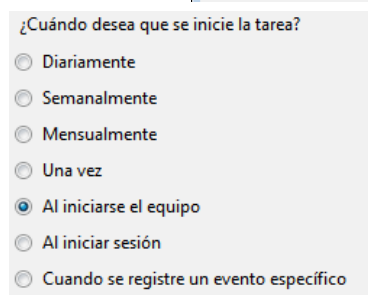 ¿Cuándo desea que se inicie la tarea?
Diariamente
Semanalmente
Mensualmente
Una vez
Al iniciarse el equipo
Al iniciar sesión
Cuando se registre un evento específico